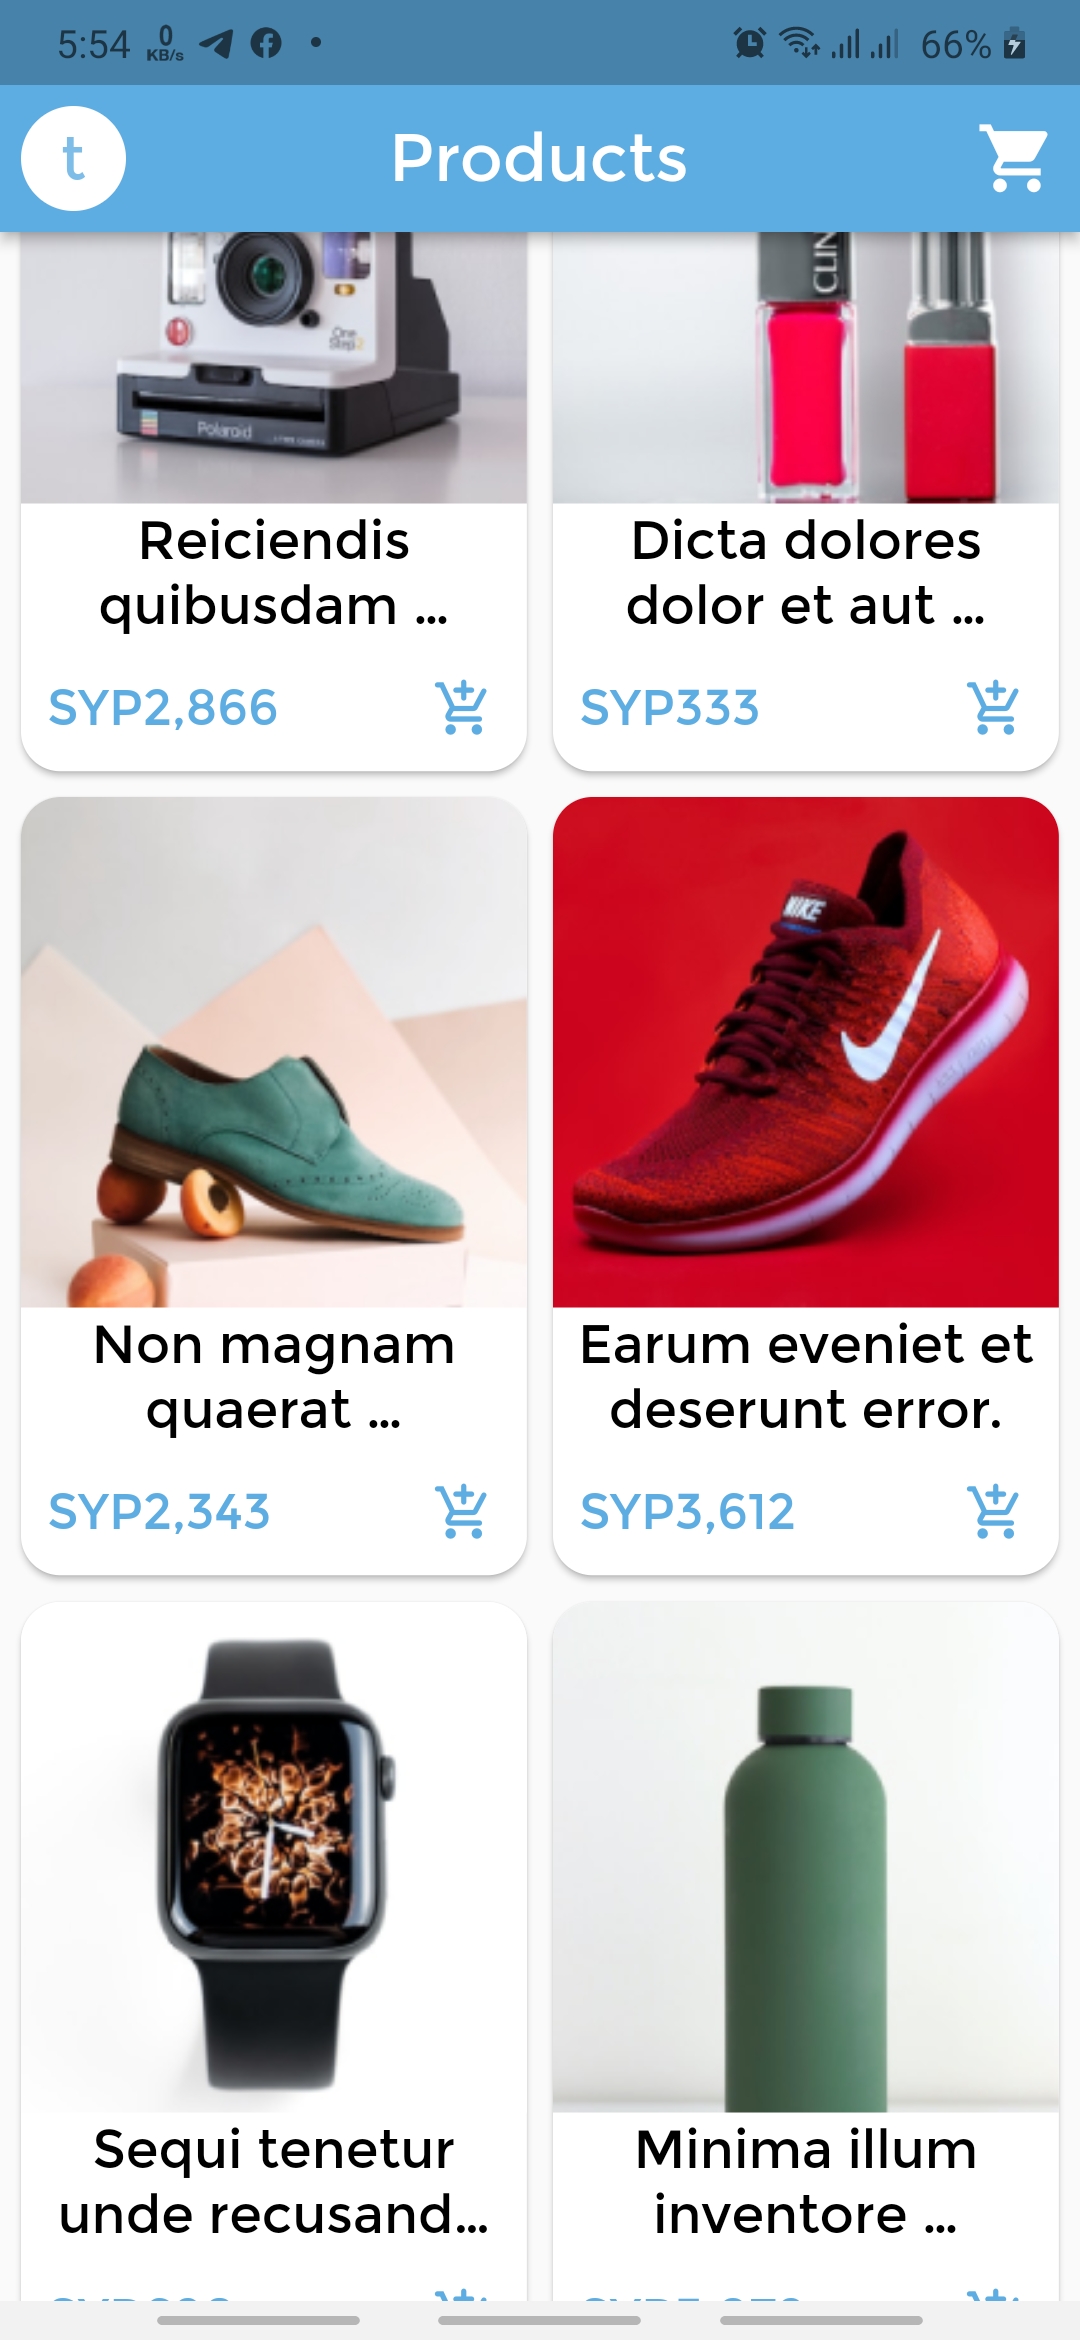 5:54
0
KB/s
66%
t
Products
CLIN
One
Step2
Polaroid
Reiciendis
quibusdam ...
Dicta dolores
dolor et aut ...
SYP2,866
SYP333
NIKE
Non magnam
quaerat ...
Earum eveniet et
deserunt error.
SYP2,343
SYP3,612
Sequi tenetur
unde recusand...
Minima illum
inventore ...